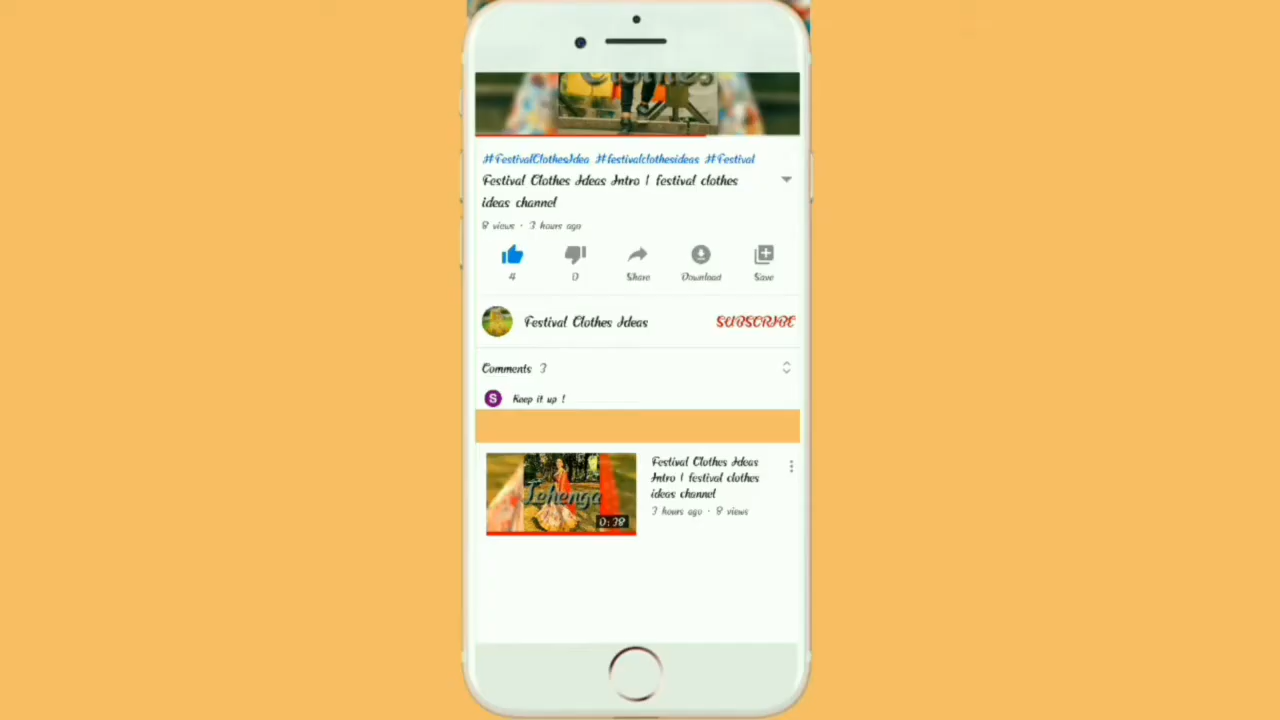 #FestivalClothesIdea #festivalclothesideas #Festival
Festival Clothes Ideas Intro | festival clothes
ideas channel
8 views · 3 hours ago
4
0
Share
Download
Save
Festival Clothes Ideas
SUBSCRIBE
Comments 3
S
Keep it up !
Lehenga
0:38
Festival Clothes Ideas
Intro | festival clothes
ideas channel
3 hours ago · 8 views